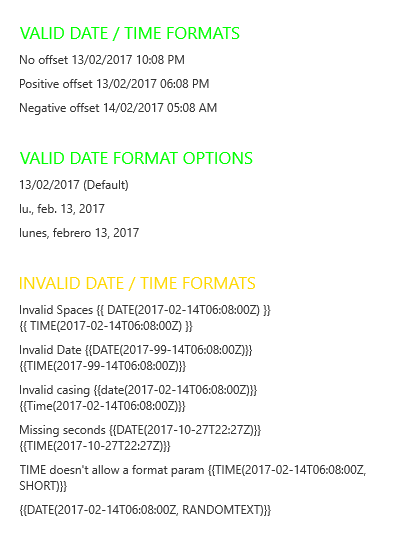 VALID DATE / TIME FORMATS
No offset 13/02/2017 10:08 PM
Positive offset 13/02/2017 06:08 PM
Negative offset 14/02/2017 05:08 AM
VALID DATE FORMAT OPTIONS
13/02/2017 (Default)
lu., feb. 13, 2017
lunes, febrero 13, 2017
INVALID DATE / TIME FORMATS
Invalid Spaces {{ DATE(2017-02-14T06:08:00Z) }}
{{ TIME(2017-02-14T06:08:00Z) }}
Invalid Date {{DATE(2017-99-14T06:08:00Z)}}
{{TIME(2017-99-14T06:08:00Z)}}
Invalid casing {{date(2017-02-14T06:08:00Z)}}
{{Time(2017-02-14T06:08:00Z)}}
Missing seconds {{DATE(2017-10-27T22:27Z)}}
{{TIME(2017-10-27T22:27Z)}}
TIME doesn't allow a format param {{TIME(2017-02-14T06:08:00Z,
SHORT)}}
{{DATE(2017-02-14T06:08:00Z, RANDOMTEXT)}}